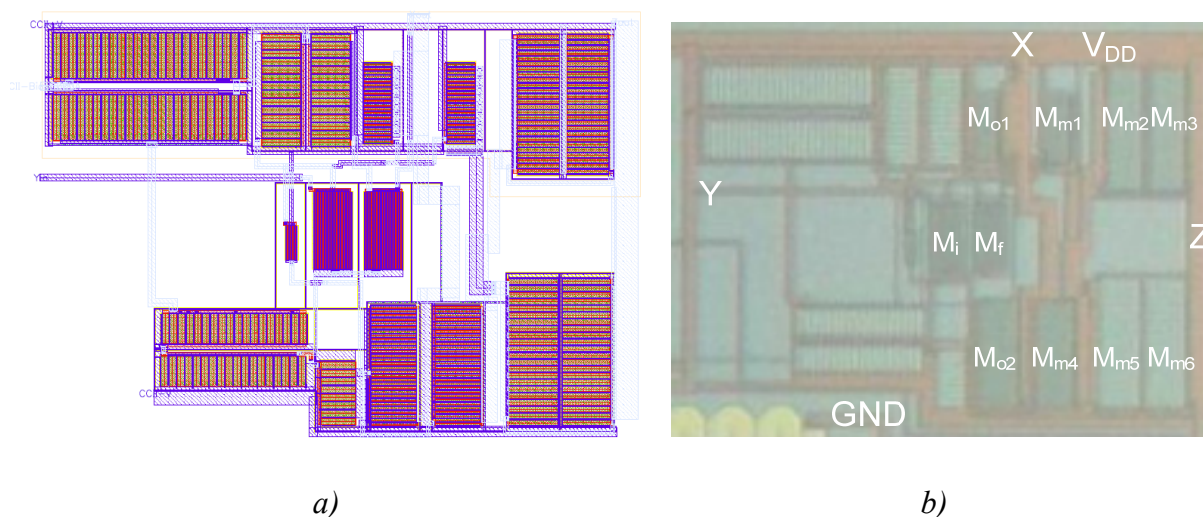 X V_DD
M_o1 M_m1 M_m2 M_m3
Y
M_i M_f Z
M_o2 M_m4 M_m5 M_m6
GND
a) b)